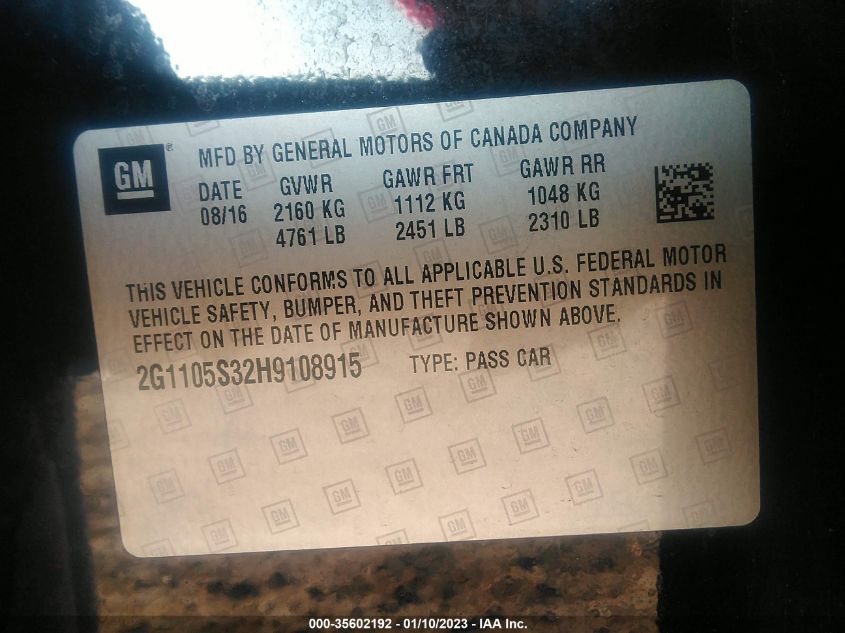 GM® MFD BY GENERAL MOTORS OF CANADA COMPANY
DATE GVWR GAWR FRT GAWR RR
08/16 2160 KG 1112 KG 1048 KG
4761 LB 2451 LB 2310 LB
THIS VEHICLE CONFORMS TO ALL APPLICABLE U.S. FEDERAL MOTOR
VEHICLE SAFETY, BUMPER, AND THEFT PREVENTION STANDARDS IN
EFFECT ON THE DATE OF MANUFACTURE SHOWN ABOVE.
2G1105S32H9108915 TYPE: PASS CAR
000-35602192 - 01/10/2023 - IAA Inc.